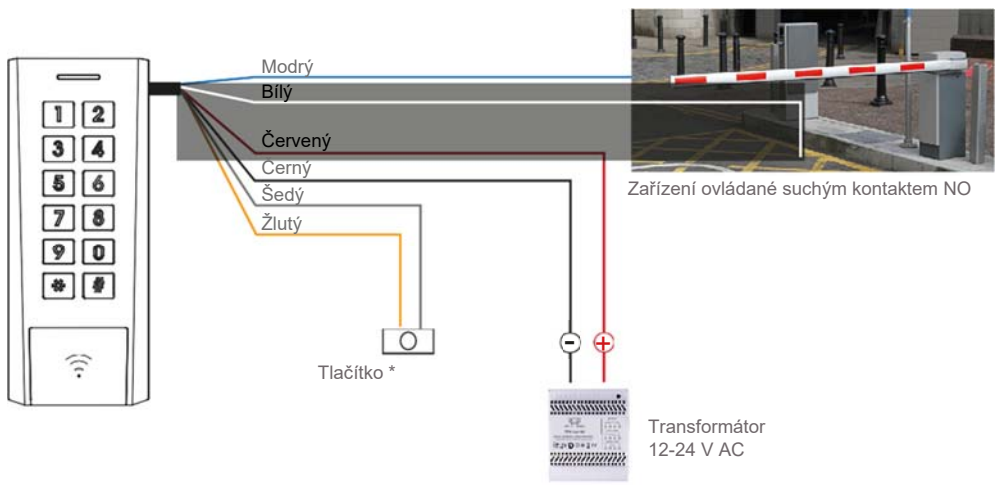 Modrý
Bílý
Červený
Cerný
Šedý
Žlutý
Zařízení ovládané suchým kontaktem NO
1 2
3 4
5 6
7 8
9 0
* #
Tlačítko *
- +
Transformátor
12-24 V AC